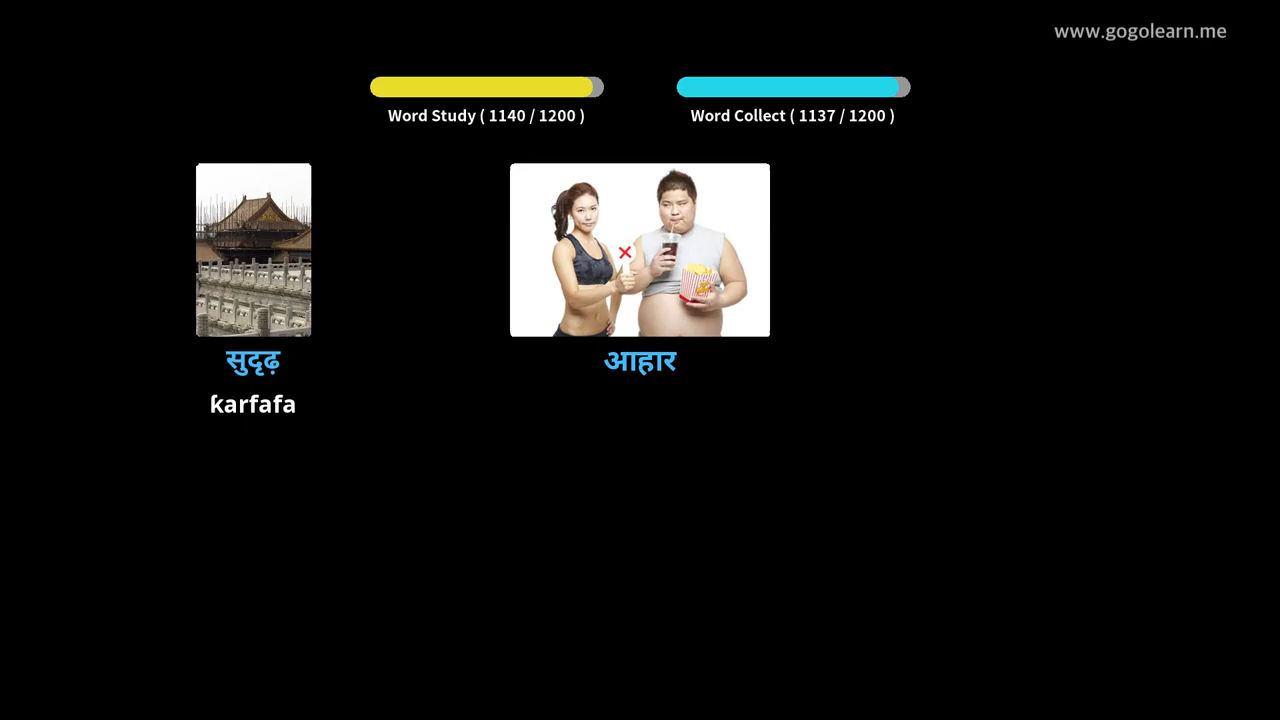 www.gogolearn.me
Word Study ( 1140 / 1200 )
Word Collect ( 1137 / 1200 )
सुदृढ़
आहार
ƙarfafa